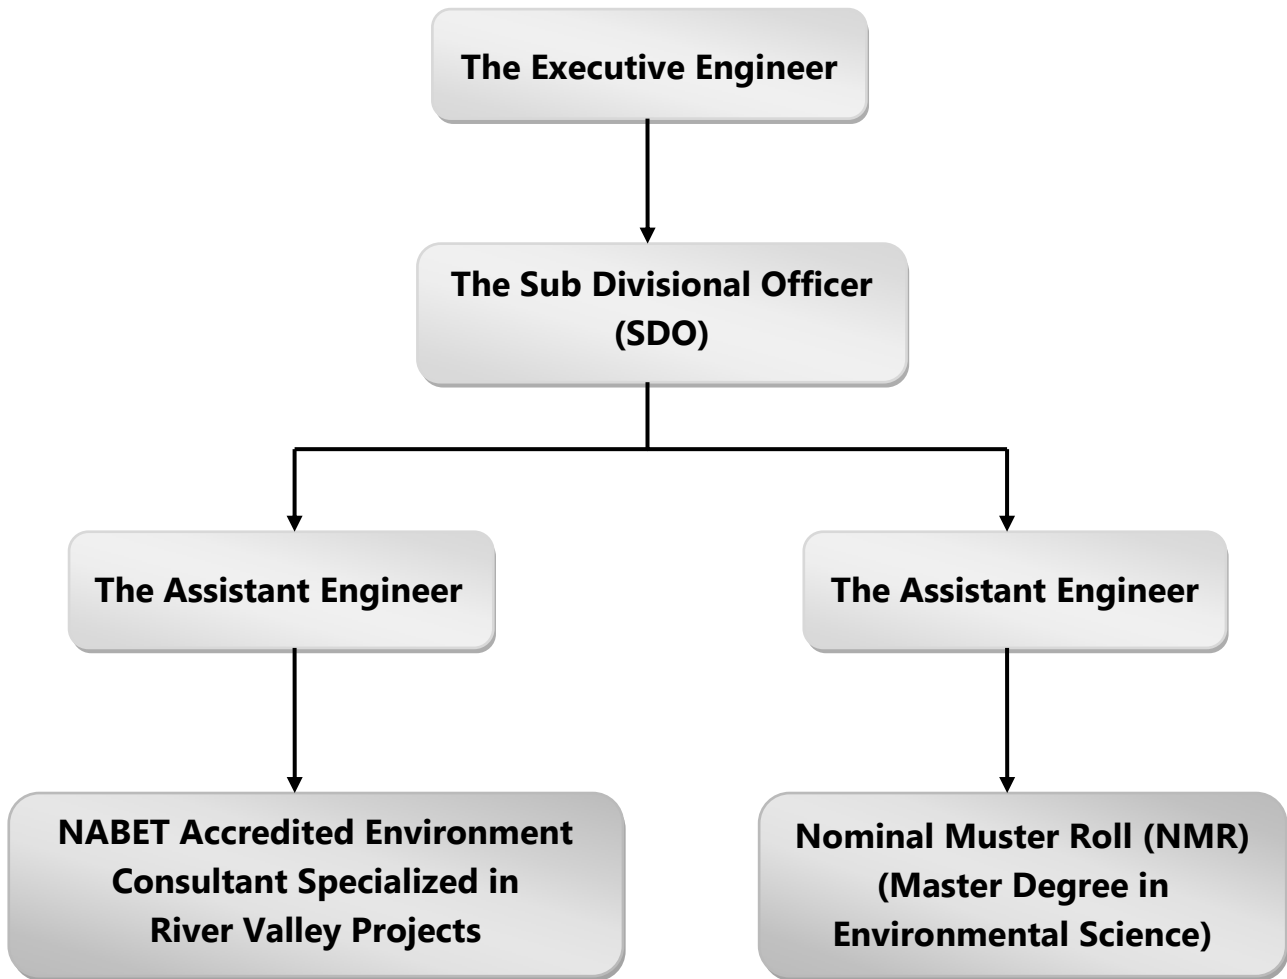 The Executive Engineer
The Sub Divisional Officer
(SDO)
The Assistant Engineer
The Assistant Engineer
NABET Accredited Environment
Consultant Specialized in
River Valley Projects
Nominal Muster Roll (NMR)
(Master Degree in
Environmental Science)